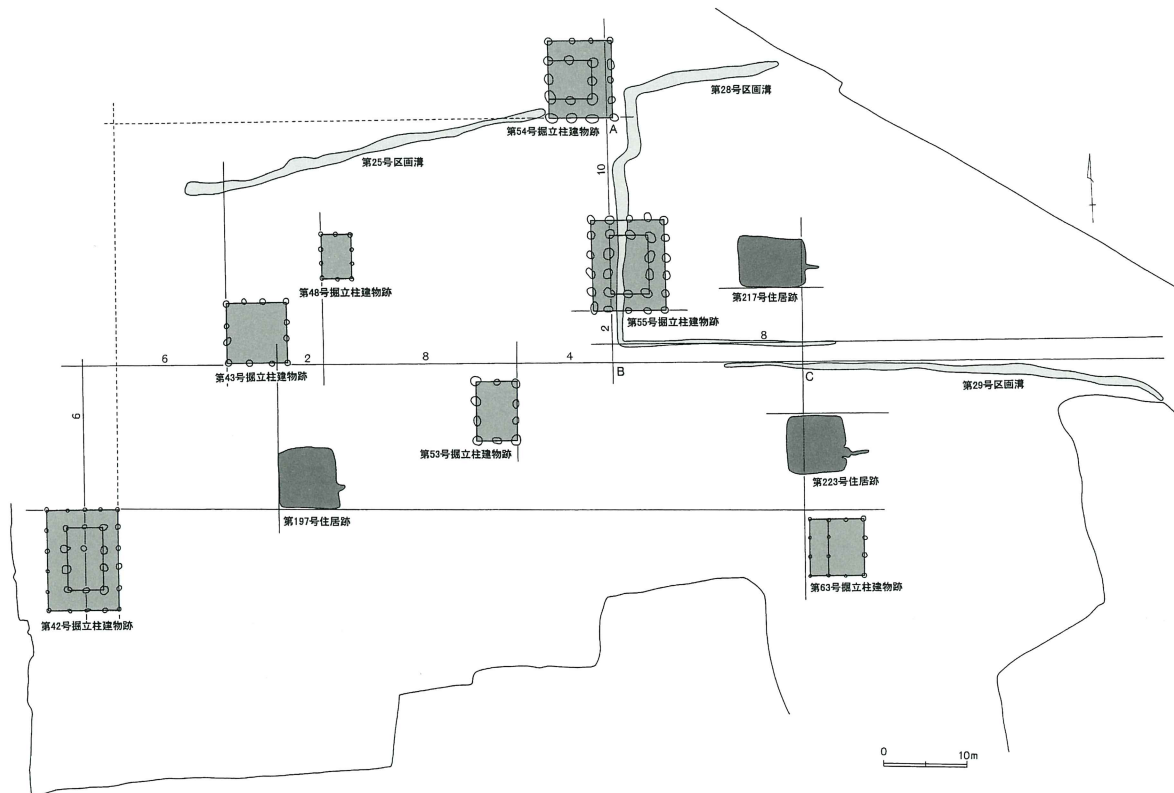 第54号掘立柱建物跡
A
第28号区画溝
第25号区画溝
10
第48号掘立柱建物跡
第55号掘立柱建物跡
第217号住居跡
2
8
6
第43号掘立柱建物跡
2
8
4
B
C
第29号区画溝
6
第53号掘立柱建物跡
第223号住居跡
第197号住居跡
第63号掘立柱建物跡
第42号掘立柱建物跡
0
10m